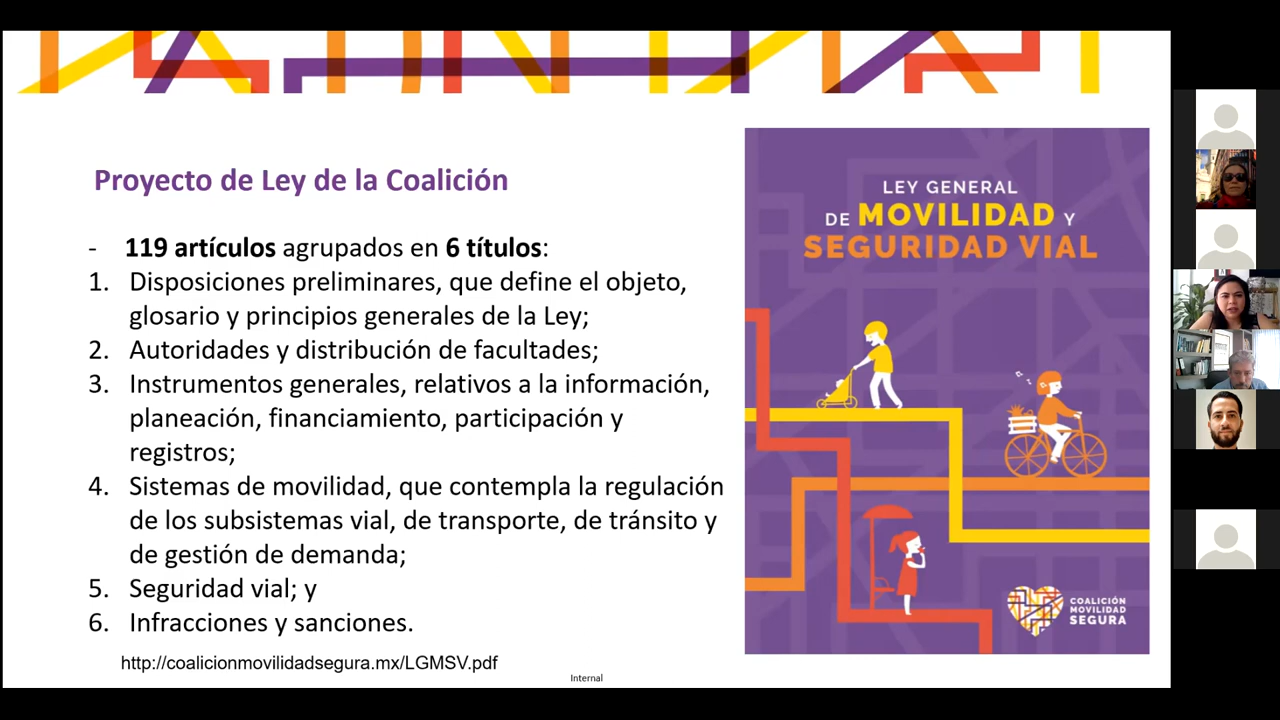 Proyecto de Ley de la Coalición
- 119 artículos agrupados en 6 títulos:
1. Disposiciones preliminares, que define el objeto,
glosario y principios generales de la Ley;
2. Autoridades y distribución de facultades;
3. Instrumentos generales, relativos a la información,
planeación, financiamiento, participación y
registros;
4. Sistemas de movilidad, que contempla la regulación
de los subsistemas vial, de transporte, de tránsito y
de gestión de demanda;
5. Seguridad vial; y
6. Infracciones y sanciones.
http://coalicionmovilidadsegura.mx/LGMSV.pdf
Internal
LEY GENERAL
DE MOVILIDAD Y
SEGURIDAD VIAL
COALICIÓN
MOVILIDAD
SEGURA